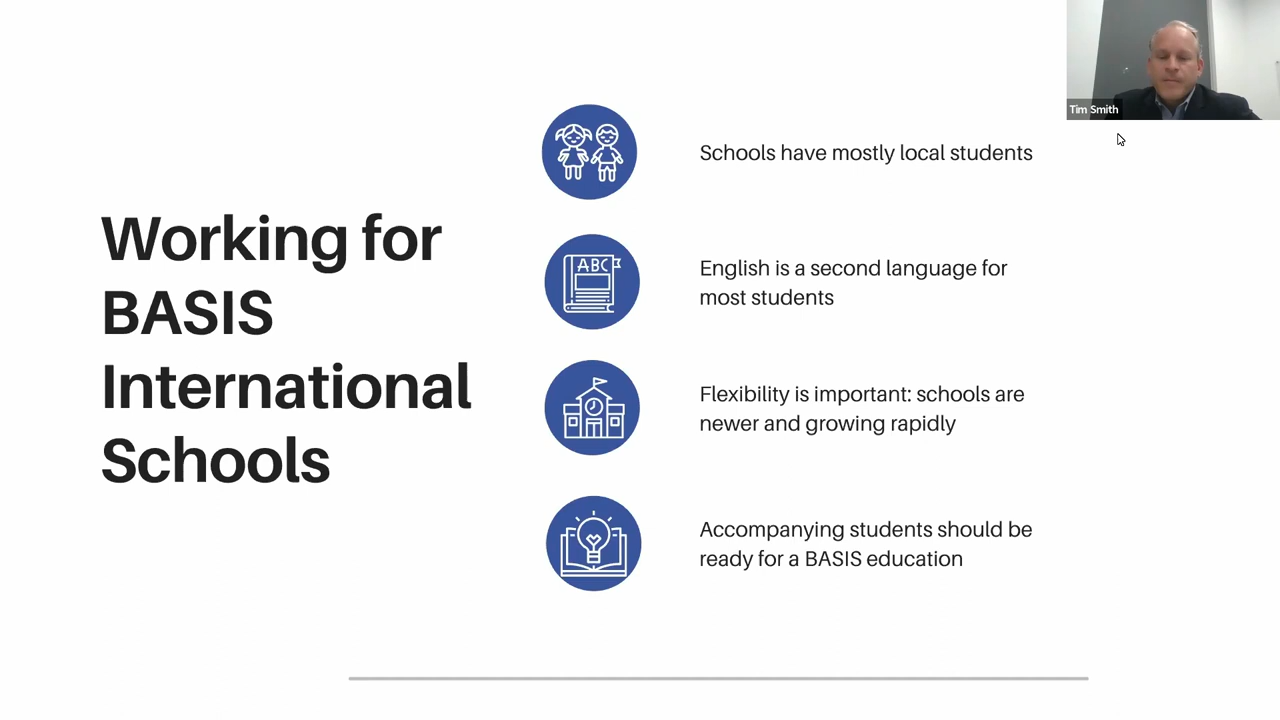 Tim Smith
Working for
BASIS
International
Schools
Schools have mostly local students
ABC
English is a second language for
most students
Flexibility is important: schools are
newer and growing rapidly
Accompanying students should be
ready for a BASIS education